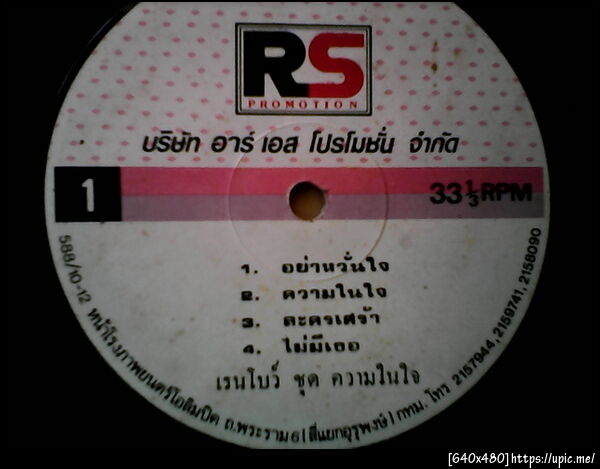 RS
PROMOTION
บริษัท อาร์ เอส โปรโมชั่น จำกัด
1
33 1/3 RPM
1. อย่าหวั่นใจ
2. ความในใจ
3. ละครเศร้า
4. ไม่มีเธอ
เรนโบว์ ชุด ความในใจ
588/10-12 หน้าโรงภาพยนตร์โอลิมปิค ถ.พระราม 6 (สี่แยกอุรุพงษ์) กทม. โทร 2157944, 2159741, 2158090
[640x480]https://upic.me/